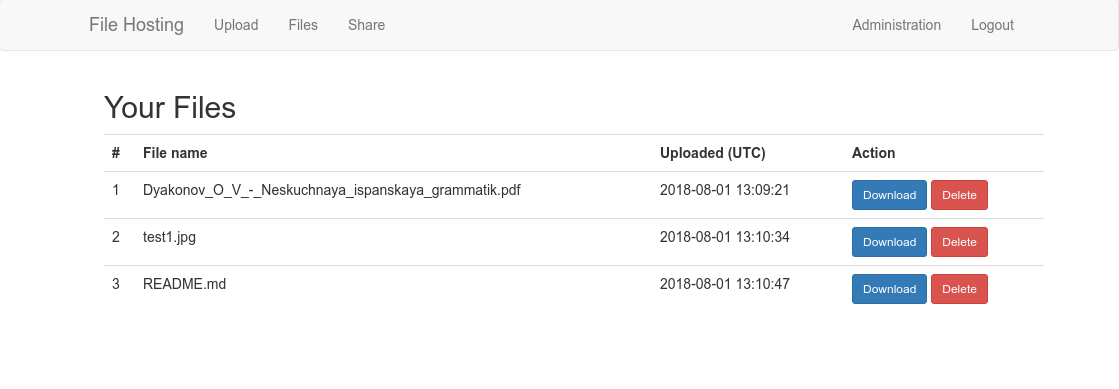 File Hosting Upload Files Share Administration Logout
Your Files
# File name Uploaded (UTC) Action
1 Dyakonov_O_V_-_Neskuchnaya_ispanskaya_grammatik.pdf 2018-08-01 13:09:21 Download Delete
2 test1.jpg 2018-08-01 13:10:34 Download Delete
3 README.md 2018-08-01 13:10:47 Download Delete